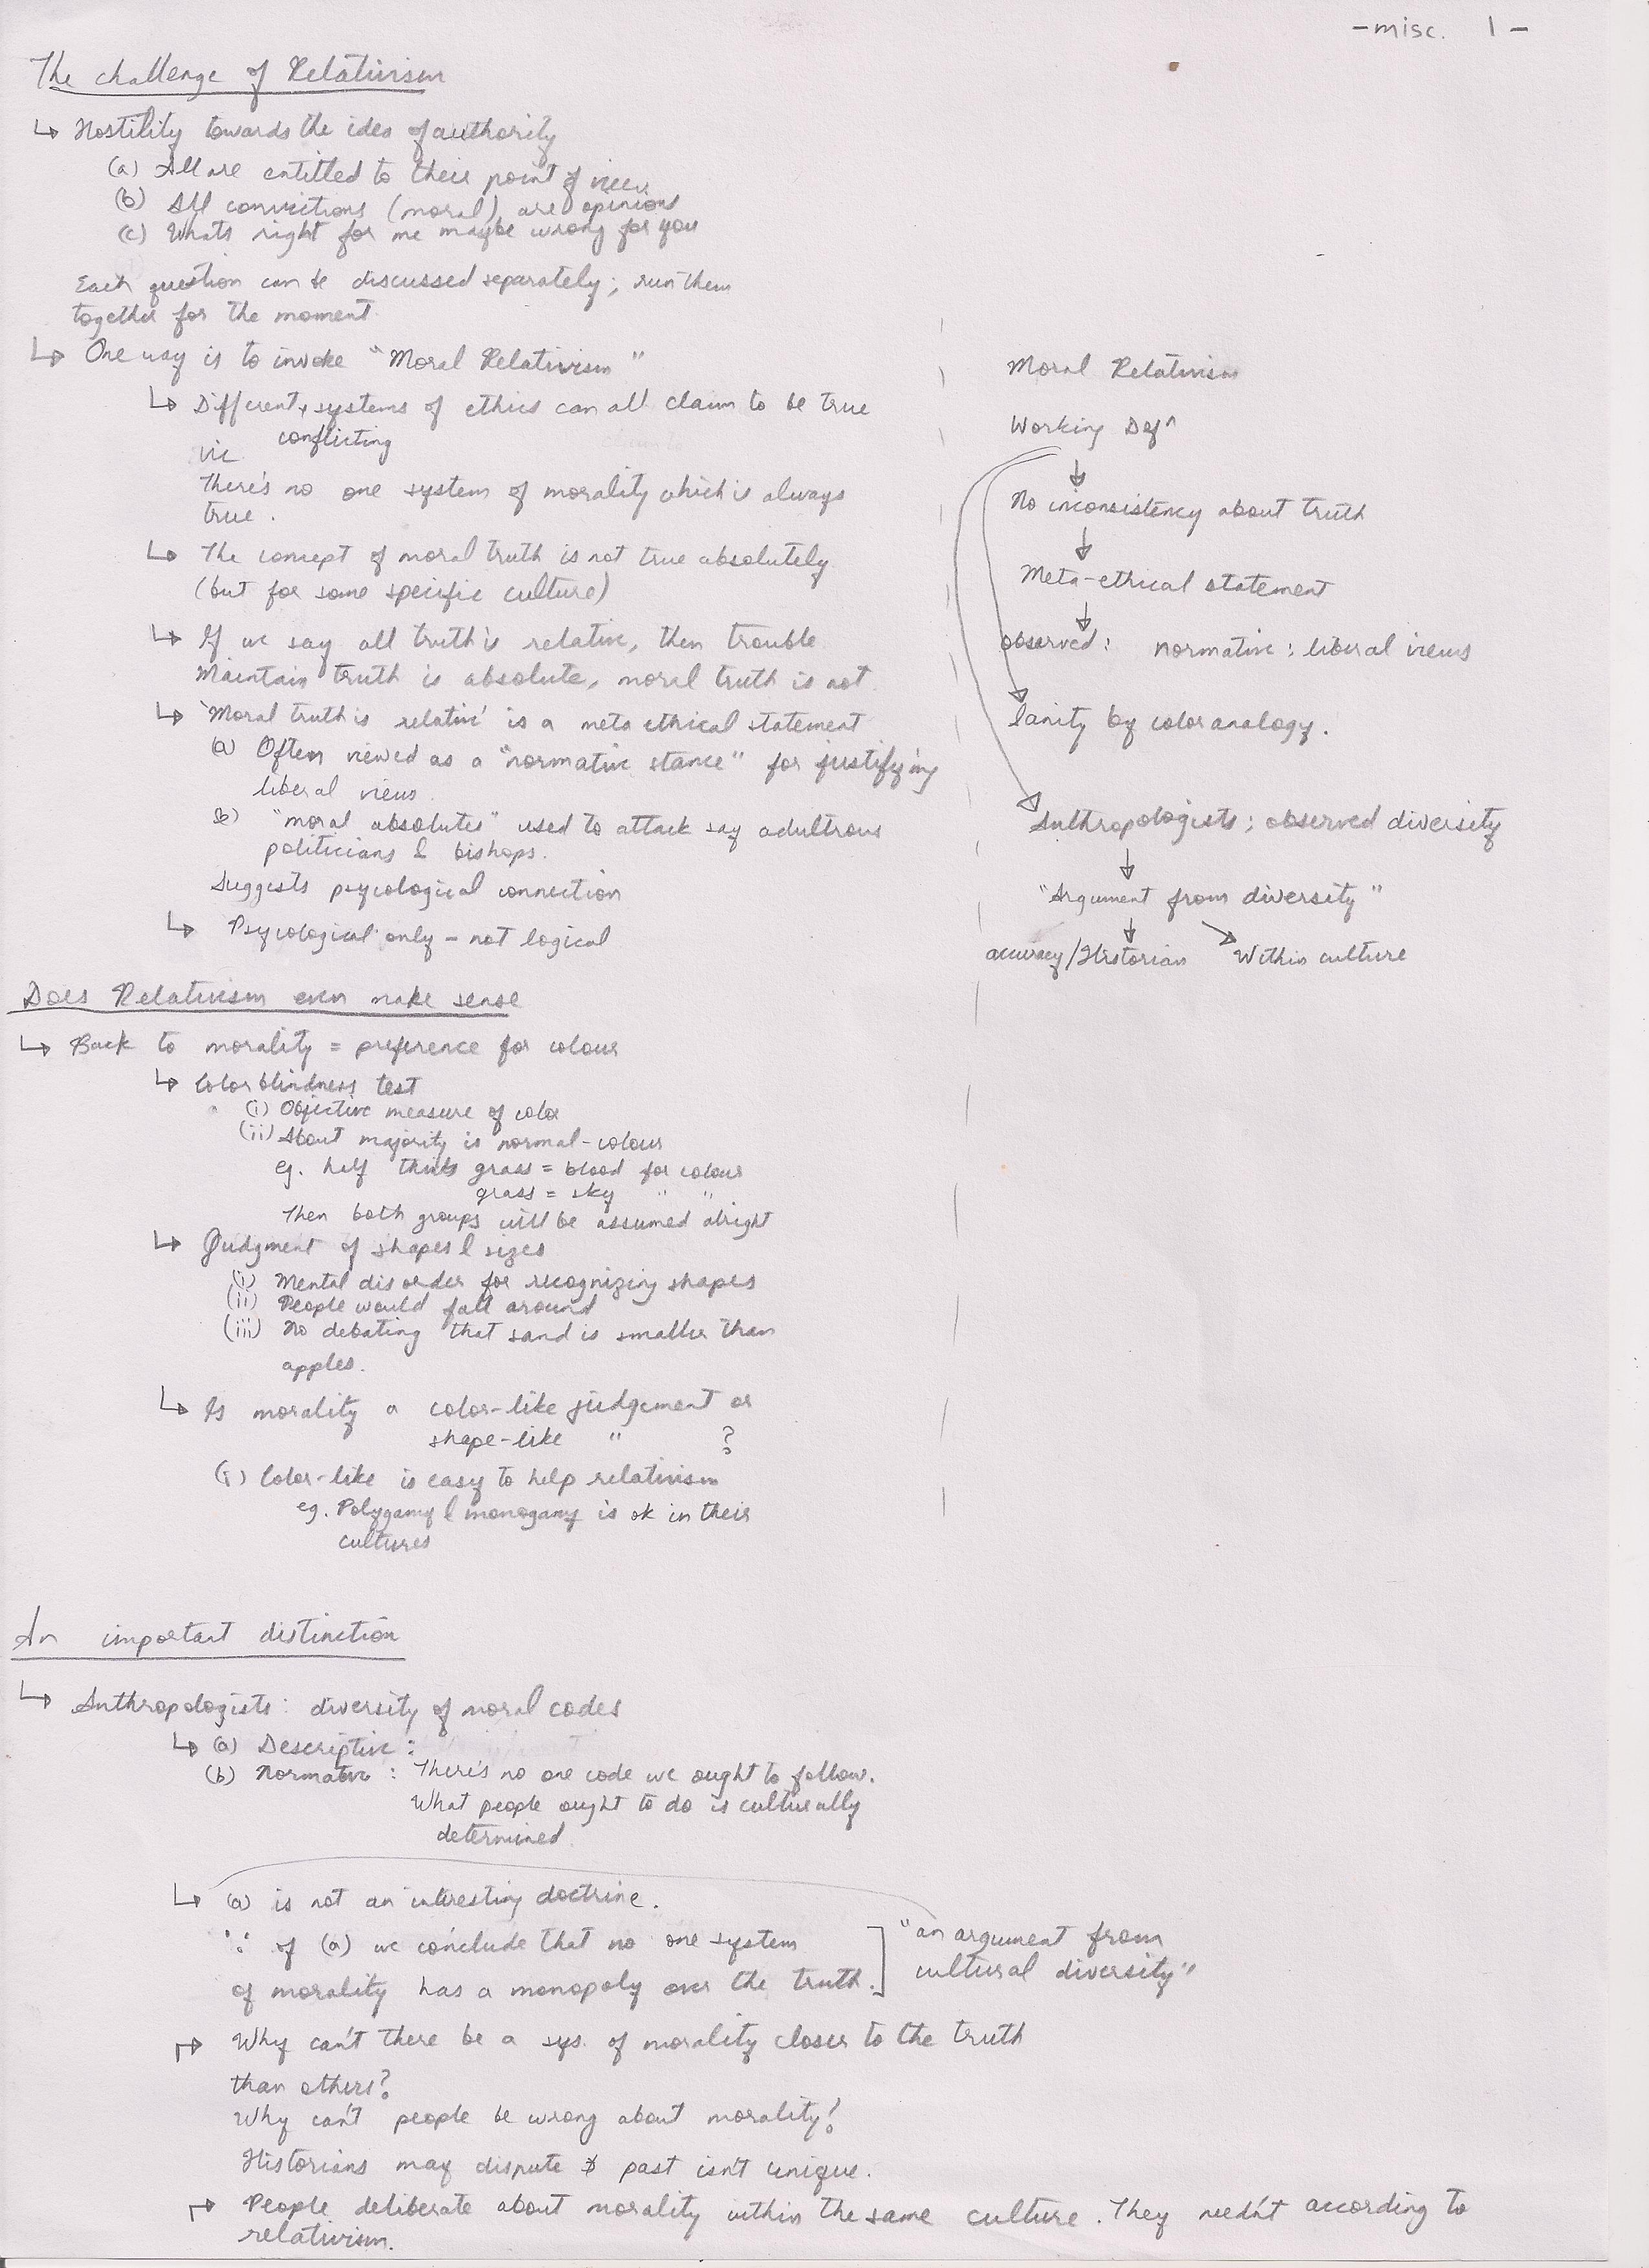 -misc. 1-
The challenge of Relativism
↳ Hostility towards the idea of authority
(a) All are entitled to their point of view
(b) All convictions (moral) are opinions
(c) Whats right for me maybe wrong for you
Each question can be discussed separately; run them
together for the moment
↳ One way is to invoke "Moral Relativism"
↳ Different, systems of ethics can all claim to be true
conflicting
vic
There's no one system of morality which is always
true.
↳ The concept of moral truth is not true absolutely
(but for some specific culture)
↳ If we say all truth is relative, then trouble
Maintain truth is absolute, moral truth is not
↳ 'Moral truth is relative' is a meta ethical statement
(a) Often viewed as a "normative stance" for justifying
liberal views.
(b) "moral absolutes" used to attack say adultrous
politicians & bishops.
Suggests psycological connection
↳ Psycological only - not logical
Moral Relativism
Working Def^
↓
No inconsistency about truth
↓
Meta-ethical statement
↓
observed: normative: liberal views
lanity by color analogy.
Anthropologists; observed diversity
↓
"Argument from diversity"
↓ ↘
accuracy/Historian Within culture
Does Relativism even make sense
↳ Back to morality = preference for colour
↳ Color blindness test
(i) Objective measure of color
(ii) About majority is normal-colour
eg. half thinks grass = blood for colour
grass = sky " "
Then both groups will be assumed alright
↳ Judgment of shapes & sizes
(i) Mental disorder for recognizing shapes
(ii) People would fall around
(iii) No debating that sand is smaller than
apples.
↳ Is morality a color-like judgement or
shape-like " ?
(i) Color-like is easy to help relativism
eg. Polygamy & monogamy is ok in their
cultures
An important distinction
↳ Anthropologists: diversity of moral codes
↳ (a) Descriptive:
(b) Normative: There's no one code we ought to follow.
What people ought to do is culturally
determined.
↳ (a) is not an intresting doctrine.
∵ of (a) we conclude that no one system
of morality has a monopoly over the truth.
"an argument from
cultural diversity"
↱ Why can't there be a sys. of morality closer to the truth
than others?
Why can't people be wrong about morality?
Historians may dispute past isn't unique.
↱ People deliberate about morality within the same culture. They needn't according to
relativism.